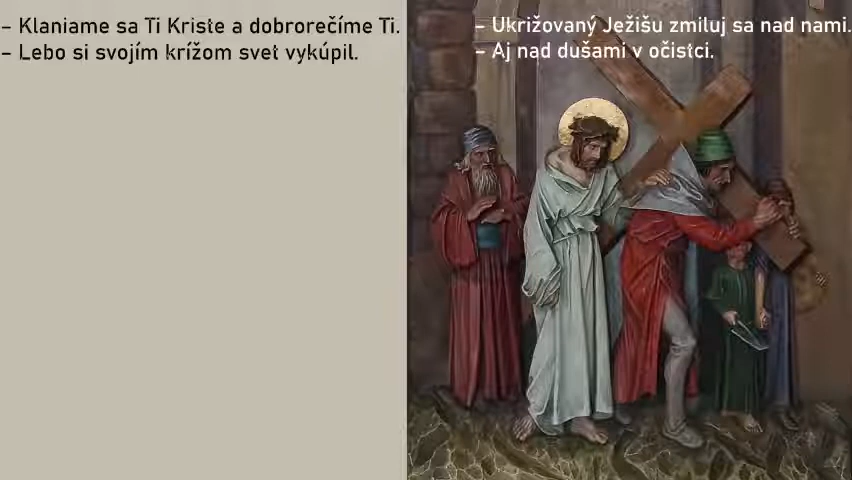 – Klaniame sa Ti Kriste a dobrorečíme Ti.
– Lebo si svojím krížom svet vykúpil.
– Ukrižovaný Ježišu zmiluj sa nad nami.
– Aj nad dušami v očistci.